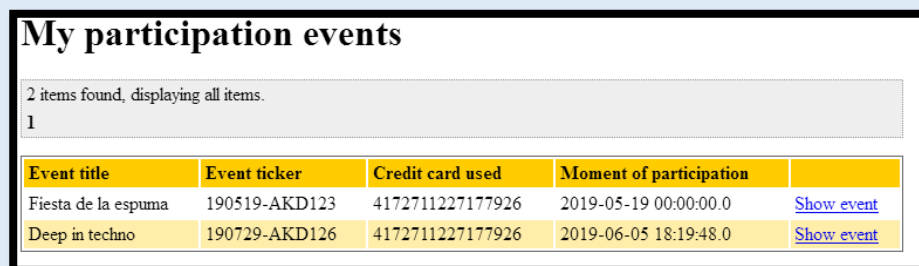 My participation events
2 items found, displaying all items.
1
Event title Event ticker Credit card used Moment of participation
Fiesta de la espuma 190519-AKD123 4172711227177926 2019-05-19 00:00:00.0 Show event
Deep in techno 190729-AKD126 4172711227177926 2019-06-05 18:19:48.0 Show event